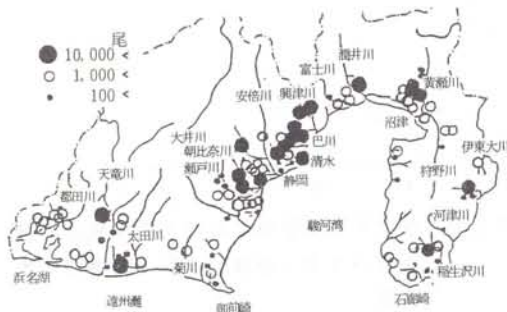 尾
10,000 <
1,000 <
100 <
潤井川
富士川
興津川
安倍川
黄瀬川
沼津
大井川
朝比奈川
瀬戸川
巴川
清水
静岡
伊東大川
狩野川
河津川
天竜川
都田川
太田川
駿河湾
菊川
稲生沢川
浜名湖
遠州灘
御前崎
石廊崎